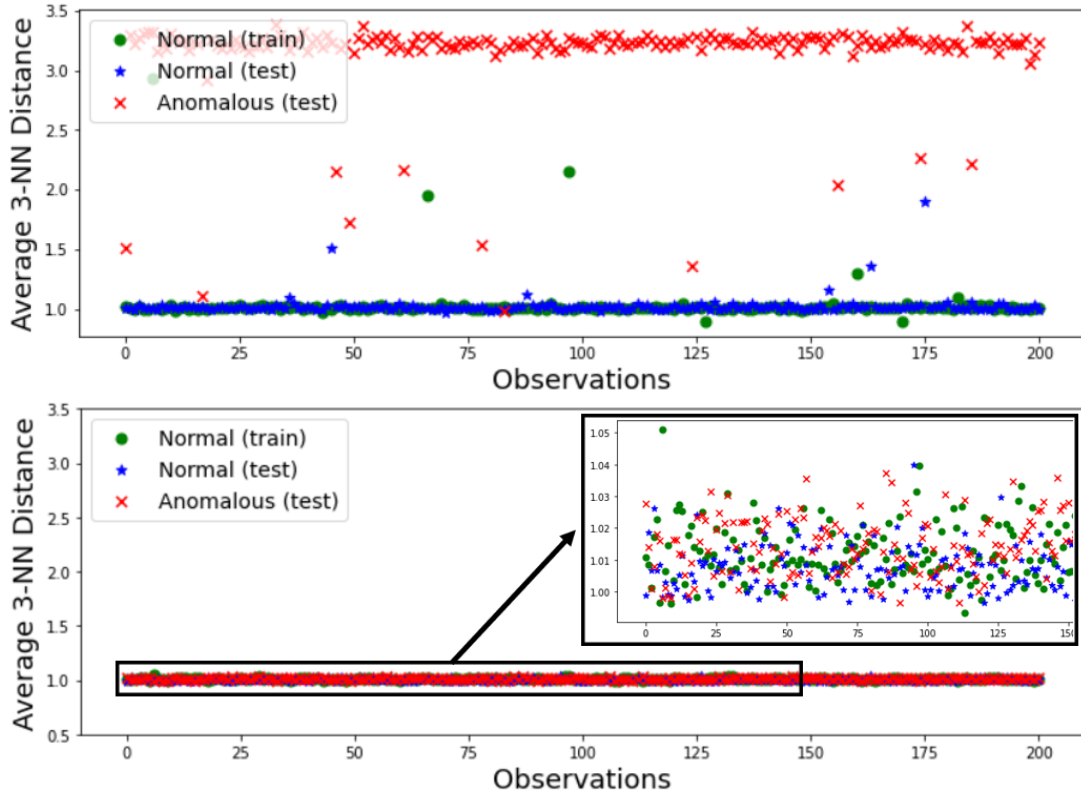 3.5
3.0
2.5
2.0
1.5
1.0
Average 3-NN Distance
Normal (train)
Normal (test)
Anomalous (test)
0 25 50 75 100 125 150 175 200
Observations
3.5
3.0
2.5
2.0
1.5
1.0
0.5
Average 3-NN Distance
Normal (train)
Normal (test)
Anomalous (test)
1.05
1.04
1.03
1.02
1.01
1.00
0 25 50 75 100 125
0 25 50 75 100 125 150 175 200
Observations